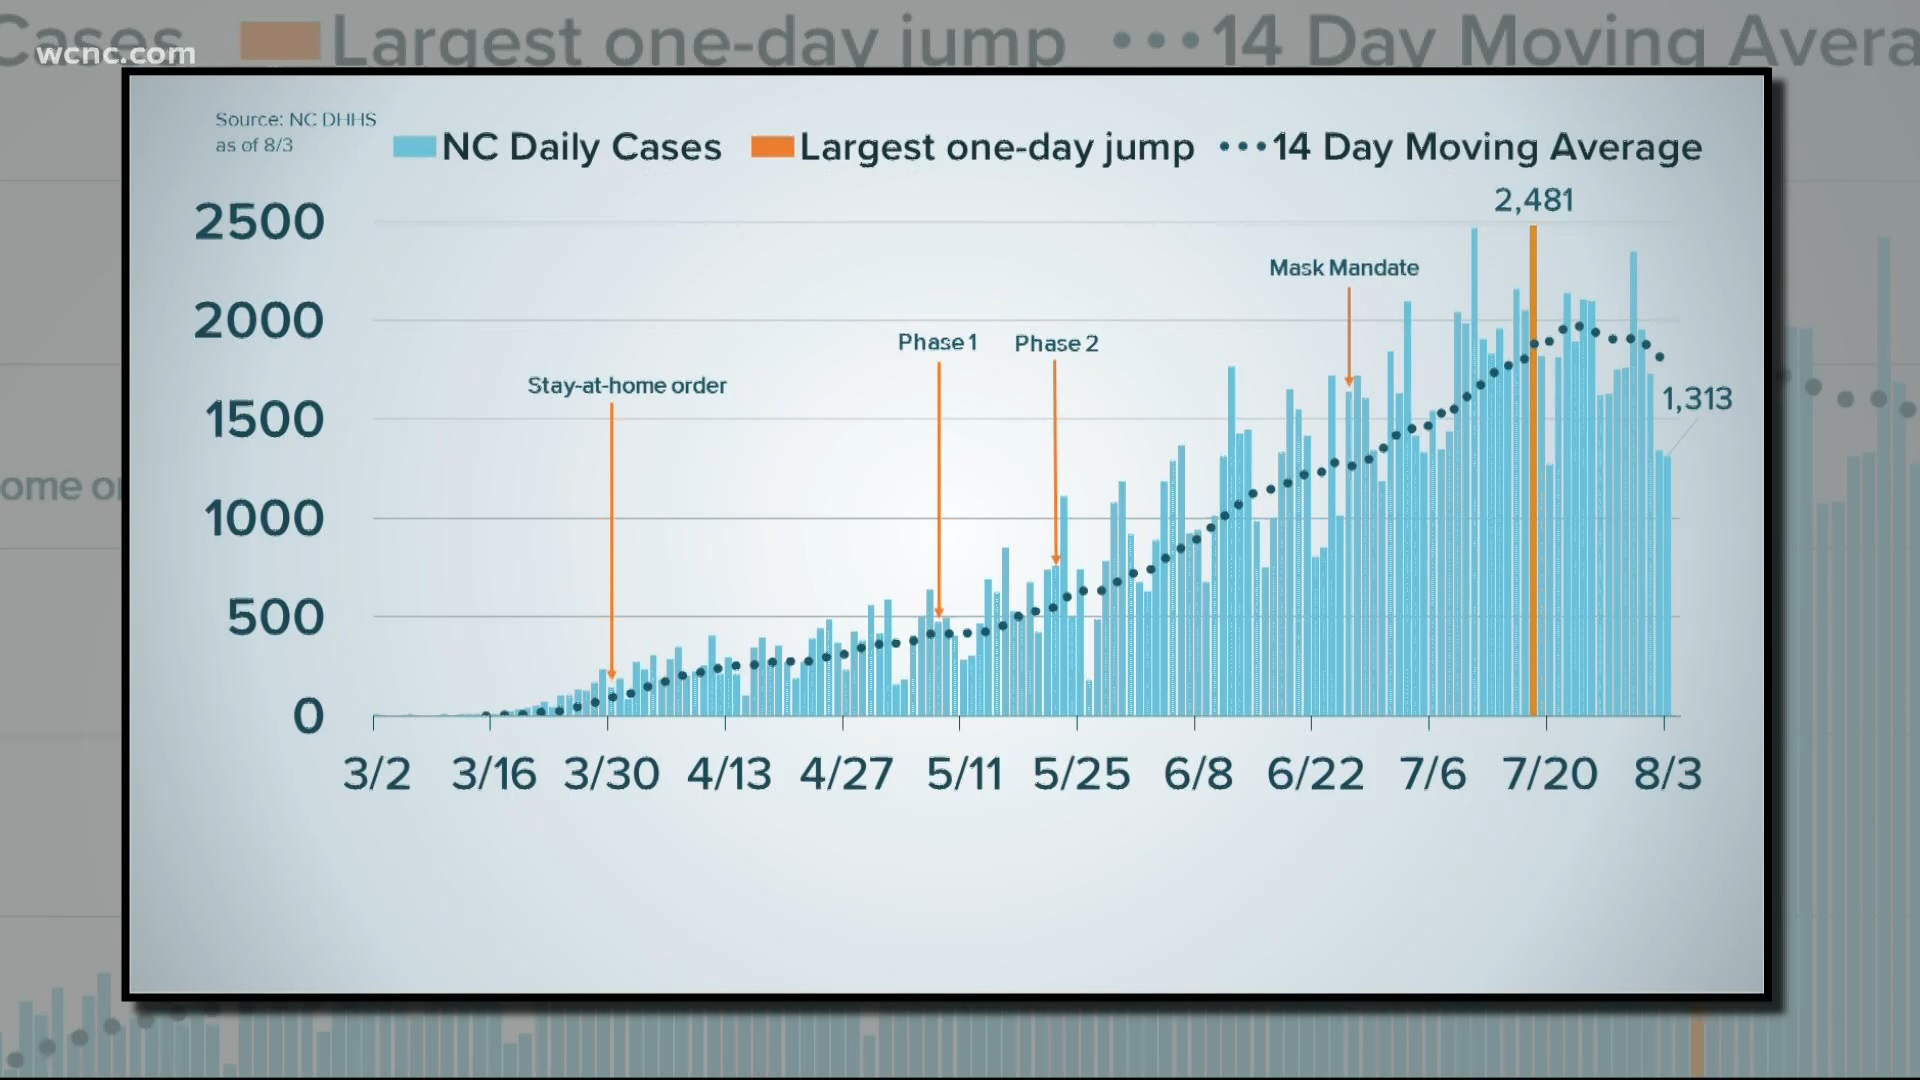 Cases Largest one-day jump 14 Day Moving Avera
wcnc.com
Source: NC DHHS
as of 8/3
NC Daily Cases Largest one-day jump 14 Day Moving Average
2,481
2500
Mask Mandate
2000
Phase 1 Phase 2
Stay-at-home order
1,313
1500
ome or
1000
500
0
3/2 3/16 3/30 4/13 4/27 5/11 5/25 6/8 6/22 7/6 7/20 8/3